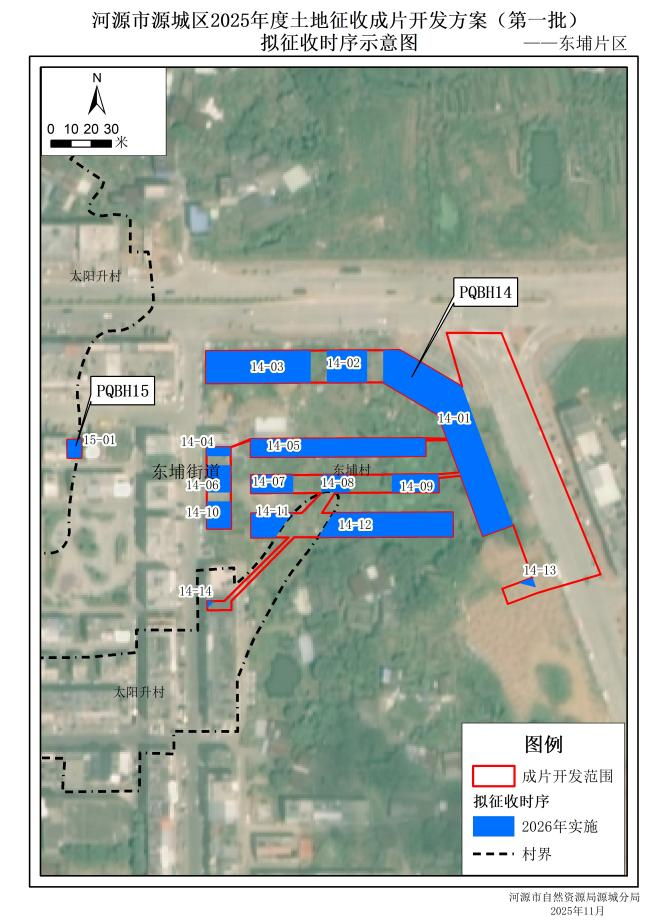 河源市源城区2025年度土地征收成片开发方案（第一批）
拟征收时序示意图
——东埔片区
N
0 10 20 30
米
太阳升村
PQBH14
14-03
14-02
PQBH15
14-01
15-01
14-04
14-05
东埔街道
东埔村
14-06
14-07
14-08
14-09
14-10
14-11
14-12
14-13
14-14
太阳升村
图例
成片开发范围
拟征收时序
2026年实施
村界
河源市自然资源局源城分局
2025年11月